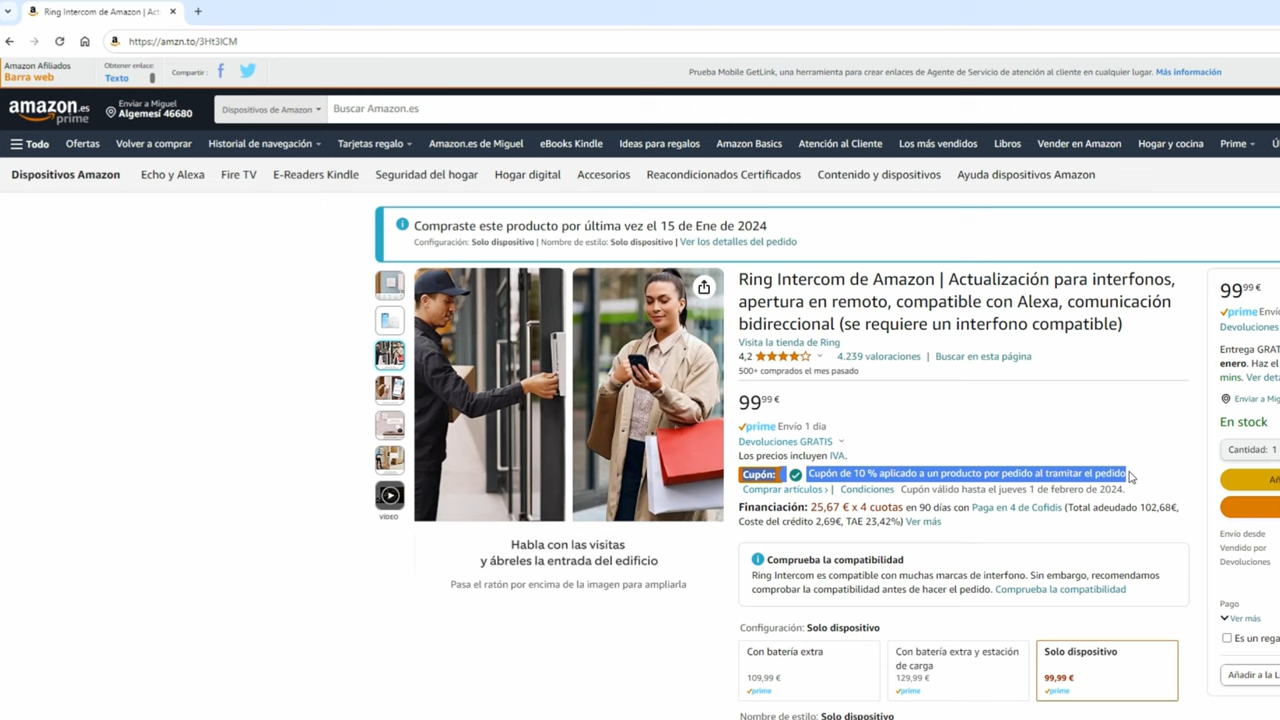 Ring Intercom de Amazon | Act
https://amzn.to/3Ht3ICM
Amazon Afiliados
Barra web
Obtener enlace:
Texto
Compartir :
Prueba Mobile GetLink, una herramienta para crear enlaces de Agente de Servicio de atención al cliente en cualquier lugar. Más información
amazon.es
prime
Enviar a Miguel
Algemesí 46680
Dispositivos de Amazon
Buscar Amazon.es
Todo
Ofertas
Volver a comprar
Historial de navegación
Tarjetas regalo
Amazon.es de Miguel
eBooks Kindle
Ideas para regalos
Amazon Basics
Atención al Cliente
Los más vendidos
Libros
Vender en Amazon
Hogar y cocina
Prime
Dispositivos Amazon
Echo y Alexa
Fire TV
E-Readers Kindle
Seguridad del hogar
Hogar digital
Accesorios
Reacondicionados Certificados
Contenido y dispositivos
Ayuda dispositivos Amazon
Compraste este producto por última vez el 15 de Ene de 2024
Configuración: Solo dispositivo | Nombre de estilo: Solo dispositivo | Ver los detalles del pedido
VÍDEO
Habla con las visitas
y ábreles la entrada del edificio
Pasa el ratón por encima de la imagen para ampliarla
Ring Intercom de Amazon | Actualización para interfonos,
apertura en remoto, compatible con Alexa, comunicación
bidireccional (se requiere un interfono compatible)
Visita la tienda de Ring
4,2
4.239 valoraciones | Buscar en esta página
500+ comprados el mes pasado
99,99 €
prime Envío 1 dia
Devoluciones GRATIS
Los precios incluyen IVA.
Cupón: Cupón de 10 % aplicado a un producto por pedido al tramitar el pedido
Comprar artículos › | Condiciones Cupón válido hasta el jueves 1 de febrero de 2024.
Financiación: 25,67 € x 4 cuotas en 90 días con Paga en 4 de Cofidis (Total adeudado 102,68€,
Coste del crédito 2,69€, TAE 23,42%) Ver más
Comprueba la compatibilidad
Ring Intercom es compatible con muchas marcas de interfono. Sin embargo, recomendamos
comprobar la compatibilidad antes de hacer el pedido. Comprueba la compatibilidad
Configuración: Solo dispositivo
Con batería extra
109,99 €
prime
Con batería extra y estación
de carga
129,99 €
prime
Solo dispositivo
99,99 €
prime
Nombre de estilo: Solo dispositivo
99,99 €
prime Enví
Devoluciones
Entrega GRAT
enero. Haz el
mins. Ver deta
Enviar a Mig
En stock
Cantidad: 1
Envío desde
Vendido por
Devoluciones
Pago
Ver más
Es un rega
Añadir a la L